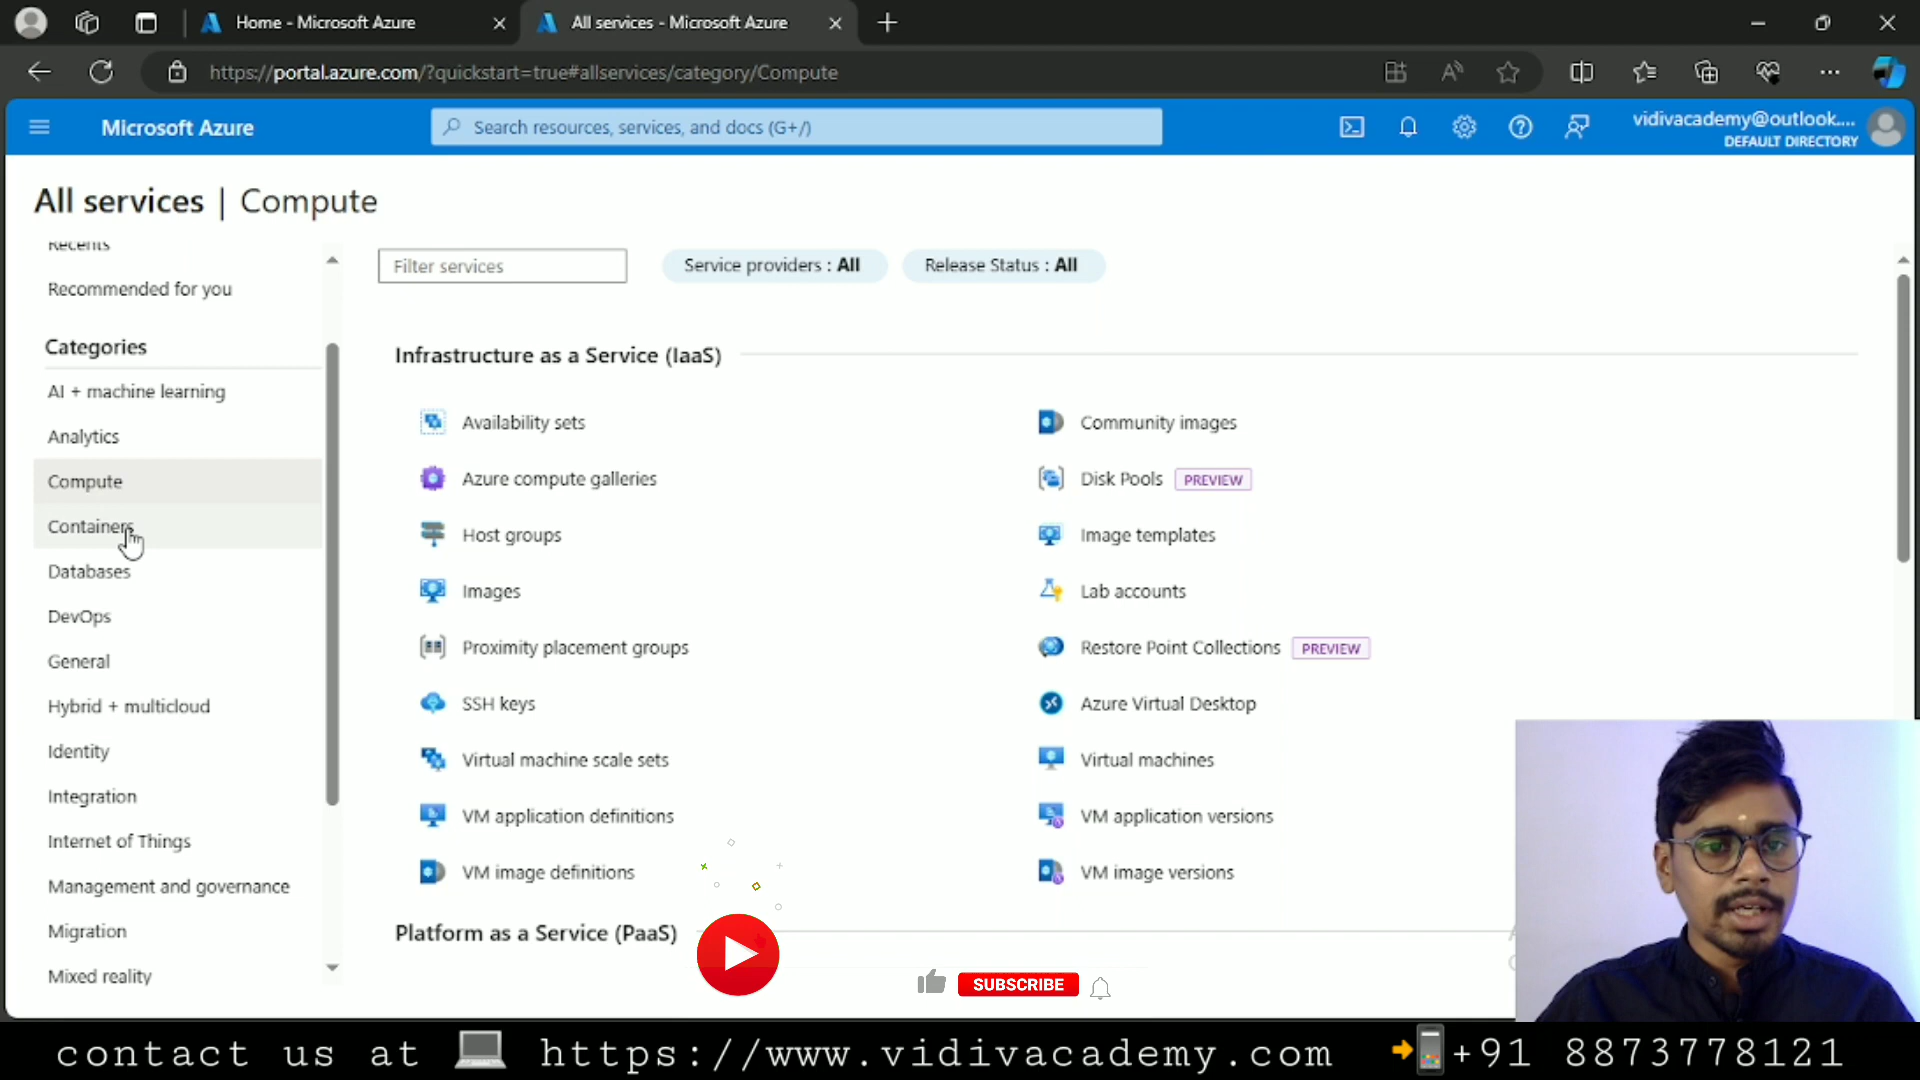 Home - Microsoft Azure
All services - Microsoft Azure
https://portal.azure.com/?quickstart=true#allservices/category/Compute
Microsoft Azure
Search resources, services, and docs (G+/)
vidivacademy@outlook....
DEFAULT DIRECTORY
All services | Compute
Recents
Recommended for you
Categories
AI + machine learning
Analytics
Compute
Containers
Databases
DevOps
General
Hybrid + multicloud
Identity
Integration
Internet of Things
Management and governance
Migration
Mixed reality
Filter services
Service providers : All
Release Status : All
Infrastructure as a Service (IaaS)
Availability sets
Community images
Azure compute galleries
Disk Pools PREVIEW
Host groups
Image templates
Images
Lab accounts
Proximity placement groups
Restore Point Collections PREVIEW
SSH keys
Azure Virtual Desktop
Virtual machine scale sets
Virtual machines
VM application definitions
VM application versions
VM image definitions
VM image versions
Platform as a Service (PaaS)
SUBSCRIBE
contact us at https://www.vidivacademy.com +91 8873778121